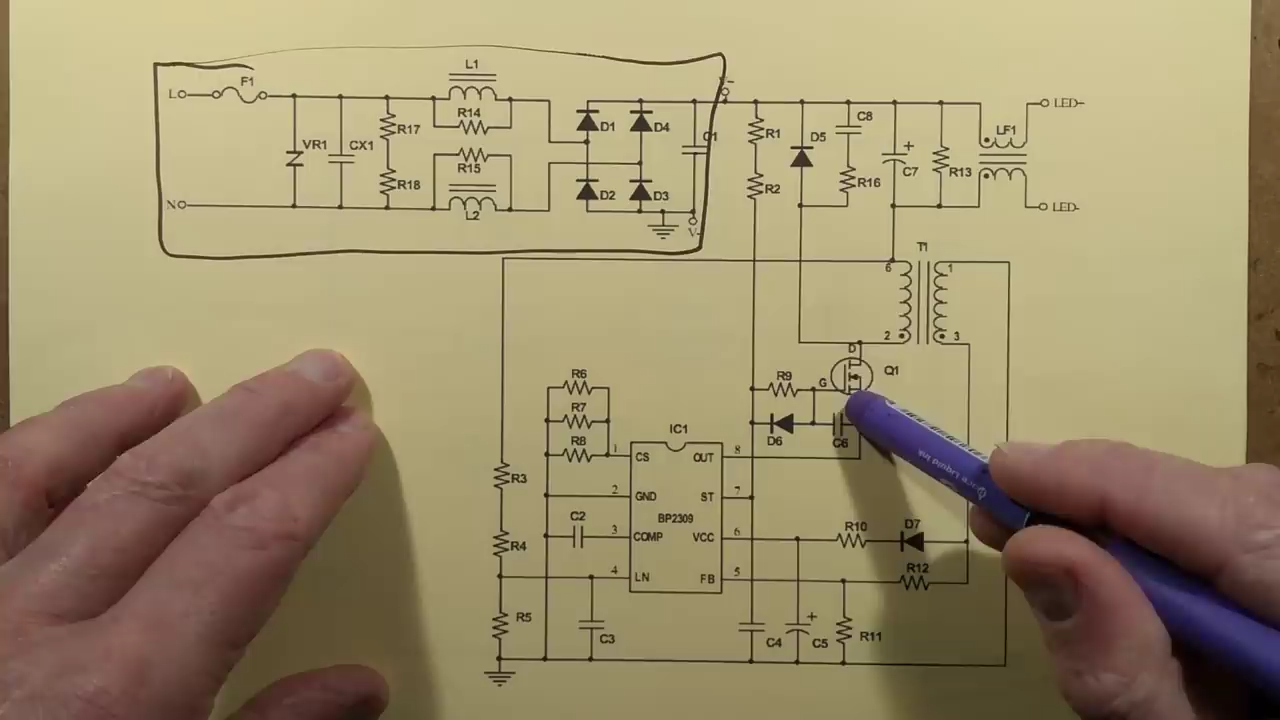 L
F1
L1
R14
R17
VR1
CX1
R15
R18
N
L2
D1
D4
D2
D3
R1
R2
D5
C8
R16
C7
R13
LF1
LED+
LED-
T1
6
1
2
3
D
Q1
G
R9
D6
C6
R6
R7
R8
IC1
1
CS
OUT
8
2
GND
ST
7
BP2309
C2
3
COMP
VCC
6
4
LN
FB
5
R3
R4
R5
C3
R10
D7
R12
C4
C5
R11